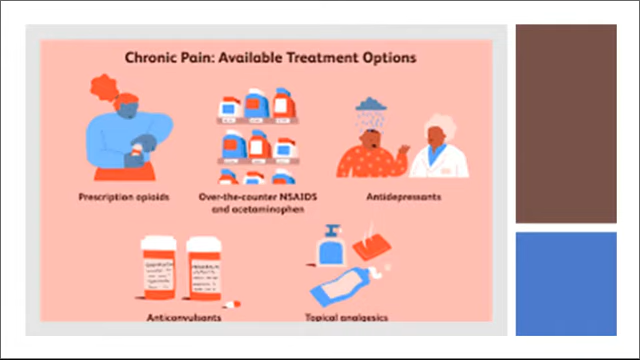 Chronic Pain: Available Treatment Options
Prescription opioids
Over-the-counter NSAIDS
and acetaminophen
Antidepressants
Anticonvulsants
Topical analgesics